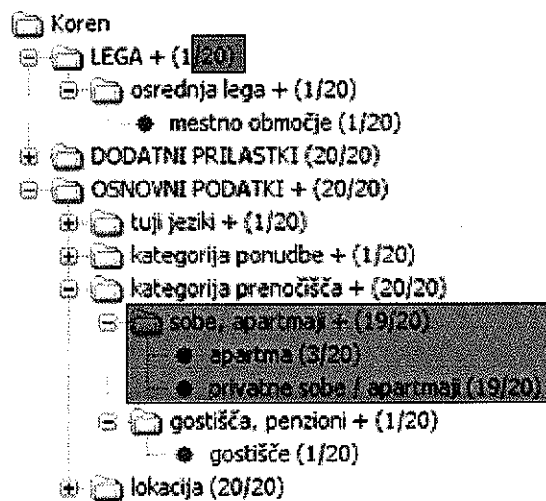 Koren
LEGA + (1/20)
osrednja lega + (1/20)
mestno območje (1/20)
DODATNI PRILASTKI (20/20)
OSNOVNI PODATKI + (20/20)
tuji jeziki + (1/20)
kategorija ponudbe + (1/20)
kategorija prenočišča + (20/20)
sobe, apartmaji + (19/20)
apartma (3/20)
privatne sobe / apartmaji (19/20)
gostišča, penzioni + (1/20)
gostišče (1/20)
lokacija (20/20)